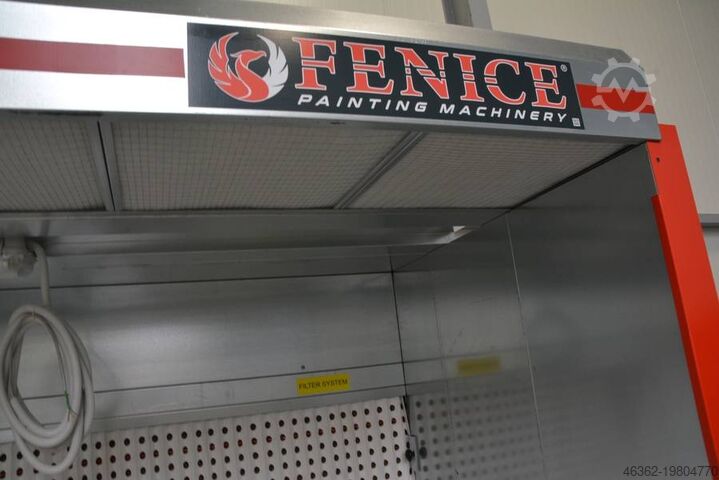 FENICE®
PAINTING MACHINERY
FILTER SYSTEM
46362-19804770